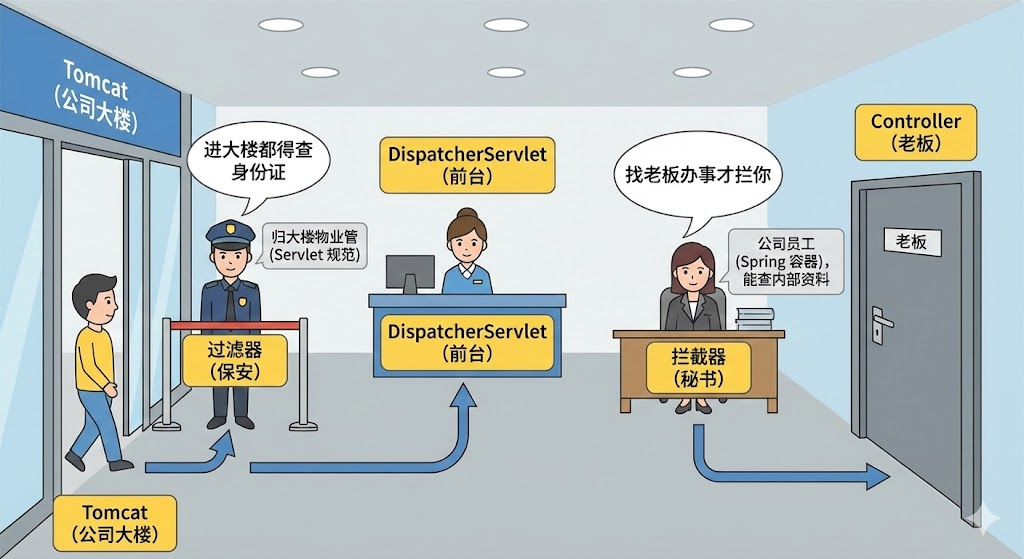 Tomcat
（公司大楼）
进大楼都得查
身份证
归大楼物业管
(Servlet 规范)
过滤器
（保安）
Tomcat
（公司大楼）
DispatcherServlet
（前台）
DispatcherServlet
（前台）
找老板办事才拦你
公司员工
(Spring 容器)，
能查内部资料
拦截器
（秘书）
Controller
（老板）
老板